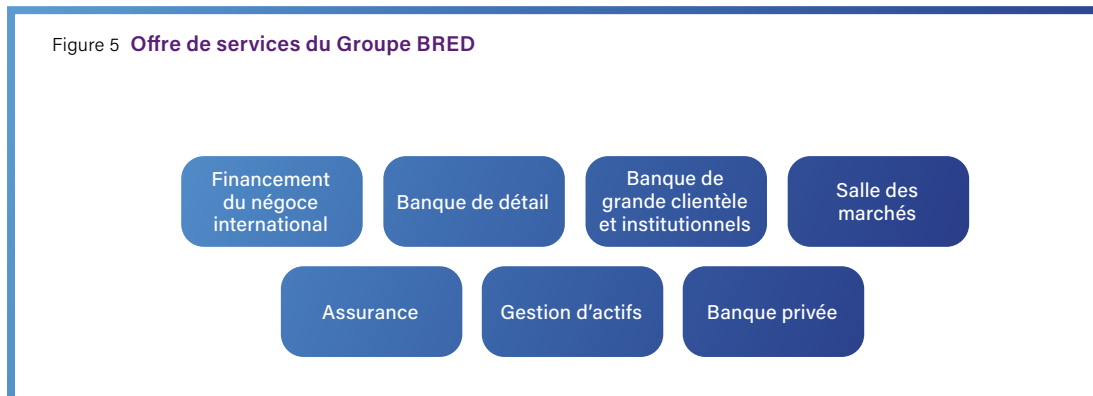 Figure 5 Offre de services du Groupe BRED
Financement
du négoce
international
Banque de détail
Banque de
grande clientèle
et institutionnels
Salle des
marchés
Assurance
Gestion d’actifs
Banque privée